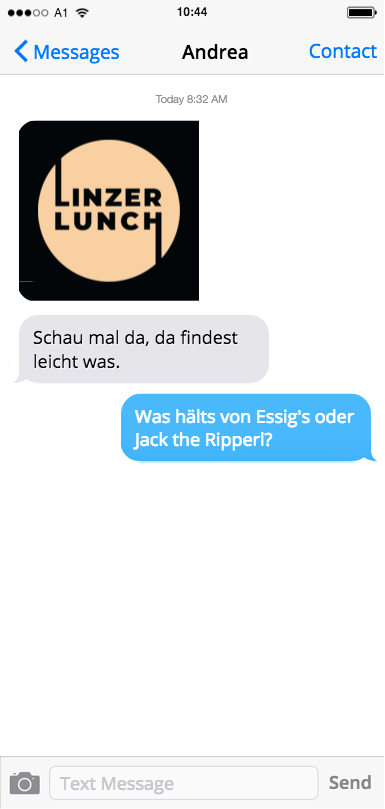 A1
10:44
Messages
Andrea
Contact
Today 8:32 AM
LINZER
LUNCH
Schau mal da, da findest
leicht was.
Was hälts von Essig's oder
Jack the Ripperl?
Text Message
Send